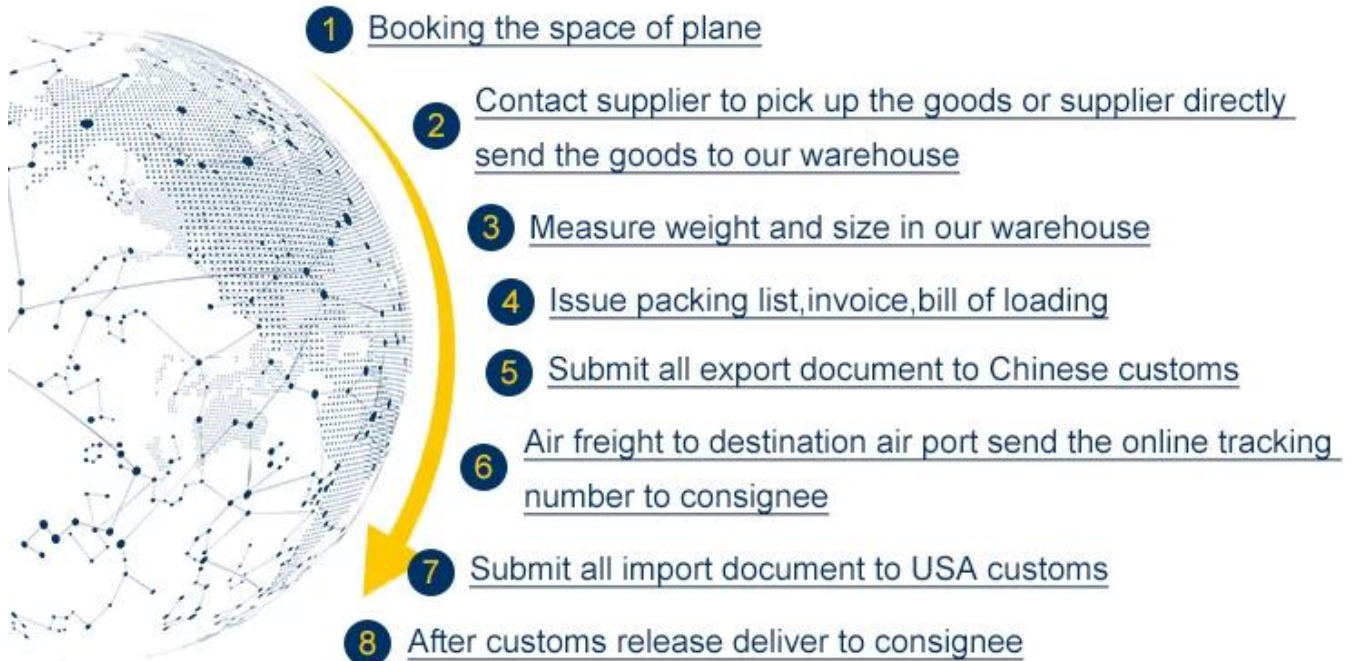 1 Booking the space of plane
2 Contact supplier to pick up the goods or supplier directly
send the goods to our warehouse
3 Measure weight and size in our warehouse
4 Issue packing list,invoice,bill of loading
5 Submit all export document to Chinese customs
6 Air freight to destination air port send the online tracking
number to consignee
7 Submit all import document to USA customs
8 After customs release deliver to consignee